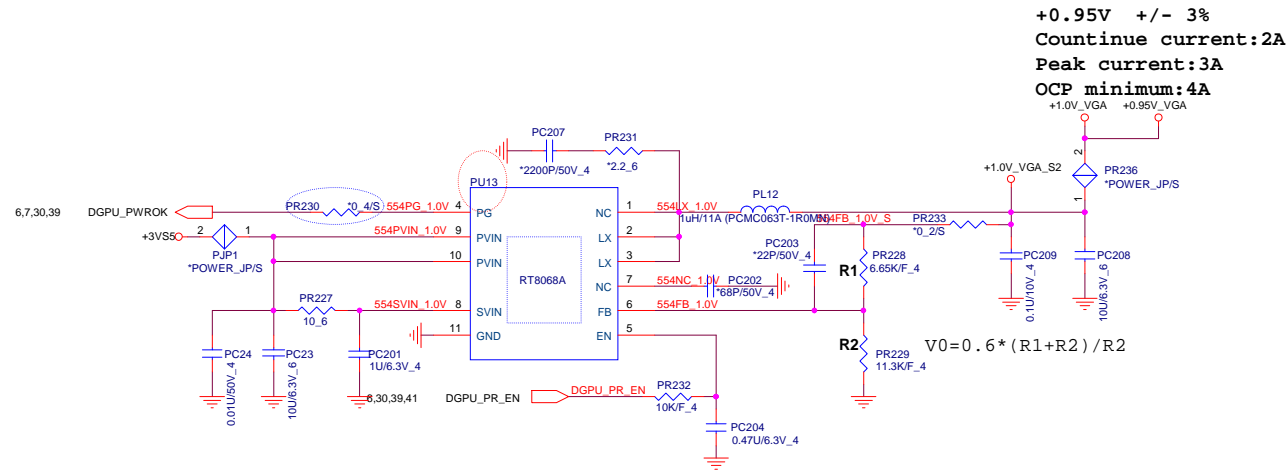 +0.95V +/- 3%
Countinue current:2A
Peak current:3A
OCP minimum:4A
+1.0V_VGA +0.95V_VGA
PC207
*2200P/50V_4
PR231
*2.2_6
PU13
+1.0V_VGA_S2
2
PR236
*POWER_JP/S
1
6,7,30,39 DGPU_PWROK
PR230
*0_4/S
554PG_1.0V
4
PG
NC
1
554LX_1.0V
PL12
1uH/11A (PCMC063T-1R0MN)
554FB_1.0V_S
PR233
*0_2/S
+3VS5
2
1
PJP1
*POWER_JP/S
554PVIN_1.0V
9
PVIN
LX
2
10
PVIN
LX
3
RT8068A
PC203
*22P/50V_4
R1
PR228
6.65K/F_4
PC209
0.1U/10V_4
PC208
10U/6.3V_6
NC
7
554NC_1.0V
PC202
*68P/50V_4
PR227
10_6
554SVIN_1.0V
8
SVIN
FB
6
554FB_1.0V
11
GND
EN
5
R2
PR229
11.3K/F_4
V0=0.6*(R1+R2)/R2
PC24
0.01U/50V_4
PC23
10U/6.3V_6
PC201
1U/6.3V_4
6,30,39,41
DGPU_PR_EN
DGPU_PR_EN
PR232
10K/F_4
PC204
0.47U/6.3V_4